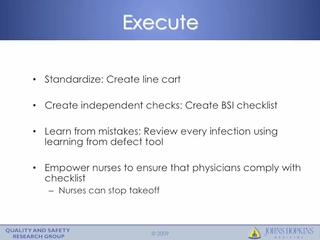 Execute
• Standardize: Create line cart
• Create independent checks: Create BSI checklist
• Learn from mistakes: Review every infection using
learning from defect tool
• Empower nurses to ensure that physicians comply with
checklist
– Nurses can stop takeoff
QUALITY AND SAFETY
RESEARCH GROUP
© 2009
JOHNS HOPKINS
MEDICINE